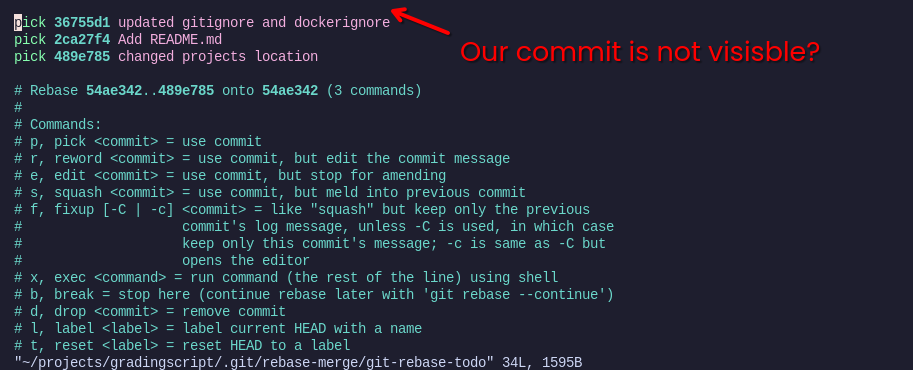 pick 36755d1 updated gitignore and dockerignore
pick 2ca27f4 Add README.md
Our commit is not visisble?
pick 489e785 changed projects location
# Rebase 54ae342..489e785 onto 54ae342 (3 commands)
#
# Commands:
# p, pick <commit> = use commit
# r, reword <commit> = use commit, but edit the commit message
# e, edit <commit> = use commit, but stop for amending
# s, squash <commit> = use commit, but meld into previous commit
# f, fixup [-C | -c] <commit> = like "squash" but keep only the previous
#                    commit's log message, unless -C is used, in which case
#                    keep only this commit's message; -c is same as -C but
#                    opens the editor
# x, exec <command> = run command (the rest of the line) using shell
# b, break = stop here (continue rebase later with 'git rebase --continue')
# d, drop <commit> = remove commit
# l, label <label> = label current HEAD with a name
# t, reset <label> = reset HEAD to a label
"~/projects/gradingscript/.git/rebase-merge/git-rebase-todo" 34L, 1595B